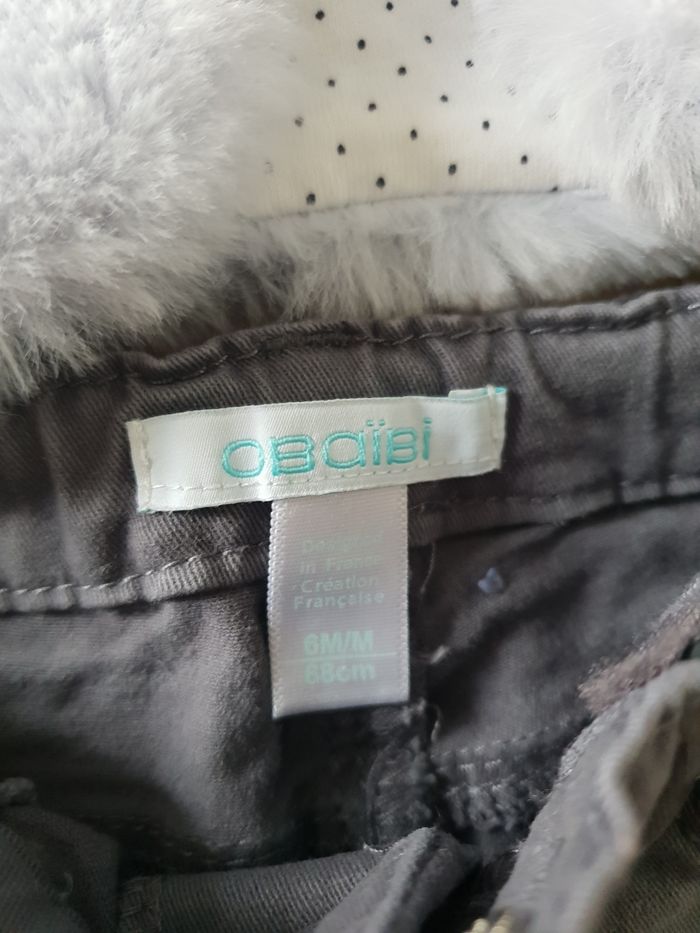 OBaïBi
Designed
in France
Création
Française
6M/M
68cm